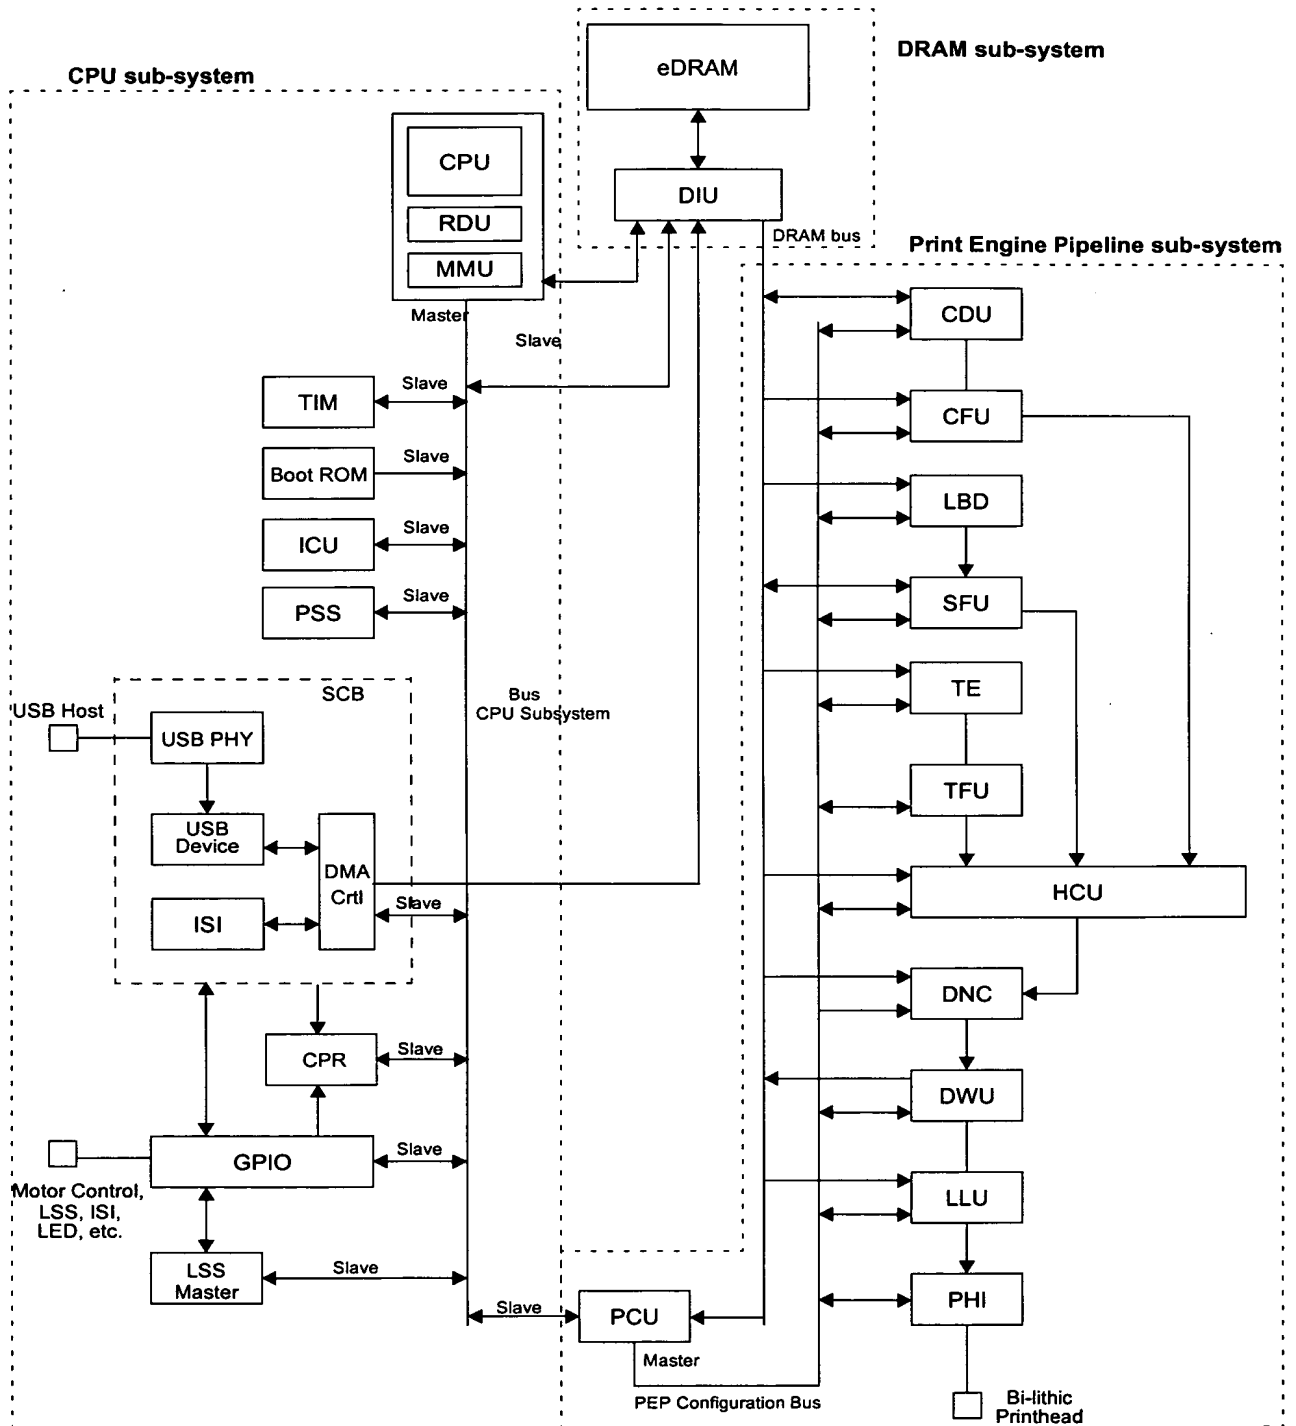 CPU sub-system
DRAM sub-system
eDRAM
DIU
DRAM bus
Print Engine Pipeline sub-system
CPU
RDU
MMU
Master
Slave
TIM
Slave
Boot ROM
Slave
ICU
Slave
PSS
Slave
Bus
CPU Subsystem
SCB
USB Host
USB PHY
USB
Device
DMA
Crtl
ISI
Slave
CPR
Slave
GPIO
Slave
Motor Control,
LSS, ISI,
LED, etc.
LSS
Master
Slave
Slave
PCU
Master
PEP Configuration Bus
CDU
CFU
LBD
SFU
TE
TFU
HCU
DNC
DWU
LLU
PHI
Bi-lithic
Printhead